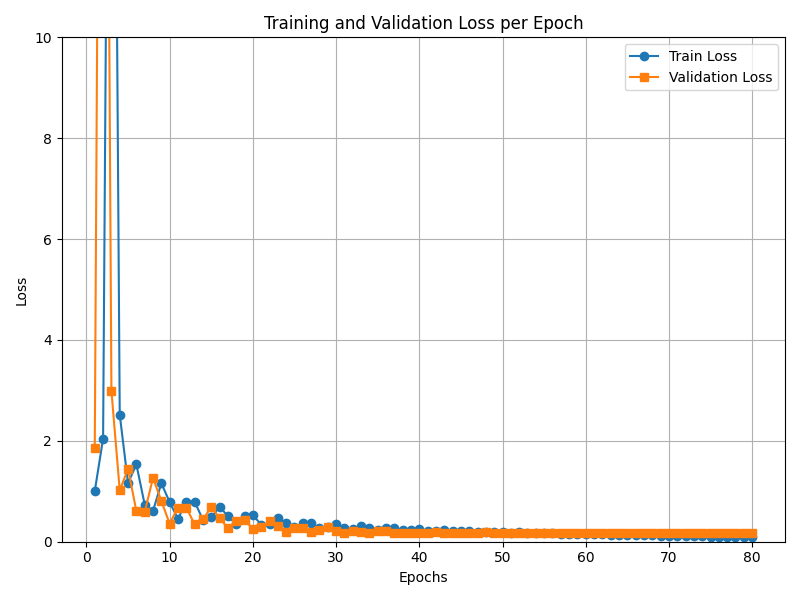 Training and Validation Loss per Epoch
10
Train Loss
Validation Loss
8
6
Loss
4
2
0
0 10 20 30 40 50 60 70 80
Epochs